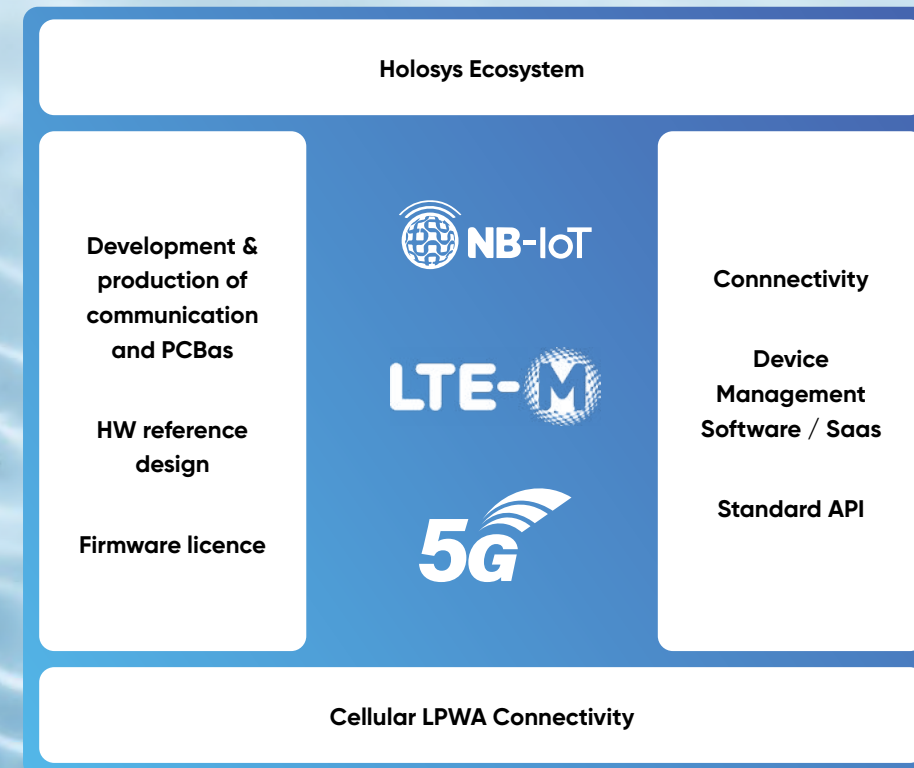 Holosys Ecosystem
Development &
production of
communication
and PCBas
HW reference
design
Firmware licence
NB-IoT
LTE-M
5G
Connnectivity
Device
Management
Software / Saas
Standard API
Cellular LPWA Connectivity